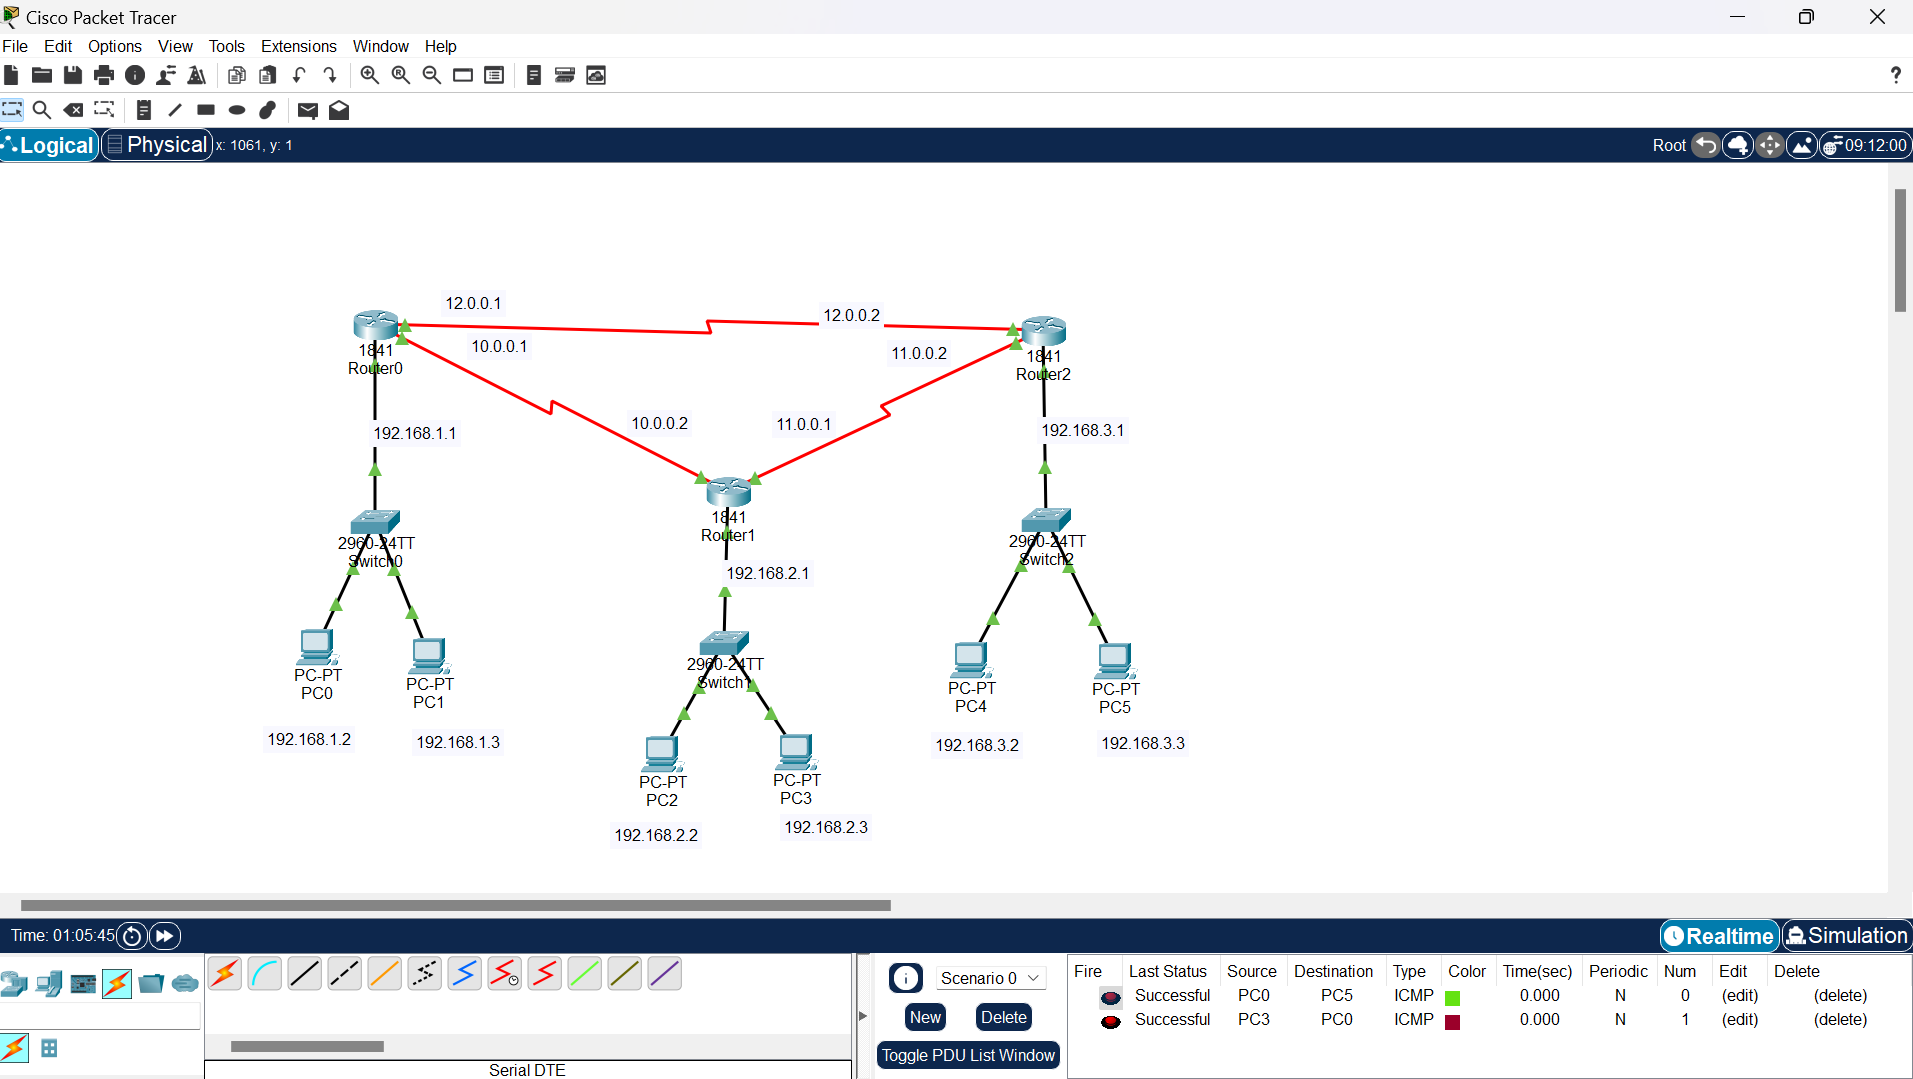 Cisco Packet Tracer
File Edit Options View Tools Extensions Window Help
?
Logical Physical x: 1061, y: 1 Root 09:12:00
12.0.0.1
12.0.0.2
10.0.0.1
11.0.0.2
1841
Router0
1841
Router2
10.0.0.2
11.0.0.1
192.168.1.1
192.168.3.1
1841
Router1
2960-24TT
Switch0
2960-24TT
Switch2
192.168.2.1
2960-24TT
Switch1
PC-PT
PC0
PC-PT
PC1
PC-PT
PC4
PC-PT
PC5
192.168.1.2
192.168.1.3
192.168.3.2
192.168.3.3
PC-PT
PC2
PC-PT
PC3
192.168.2.2
192.168.2.3
Time: 01:05:45 Realtime Simulation
Scenario 0
New Delete
Toggle PDU List Window
Fire Last Status Source Destination Type Color Time(sec) Periodic Num Edit Delete
Successful PC0 PC5 ICMP 0.000 N 0 (edit) (delete)
Successful PC3 PC0 ICMP 0.000 N 1 (edit) (delete)
Serial DTE